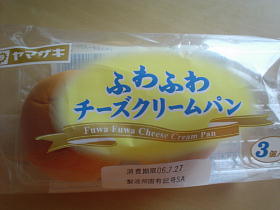 ヤマザキ
ふわふわ
チーズクリームパン
Fuwa Fuwa Cheese Cream Pan
3個入
消費期限06.7.27
製造所固有記号SA